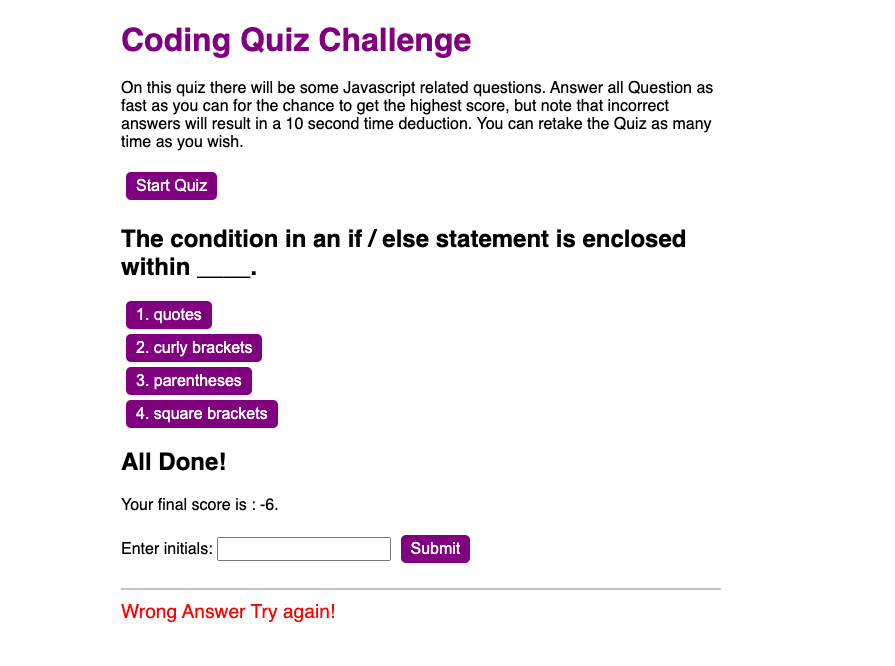 Coding Quiz Challenge
On this quiz there will be some Javascript related questions. Answer all Question as
fast as you can for the chance to get the highest score, but note that incorrect
answers will result in a 10 second time deduction. You can retake the Quiz as many
time as you wish.
Start Quiz
The condition in an if / else statement is enclosed
within ____.
1. quotes
2. curly brackets
3. parentheses
4. square brackets
All Done!
Your final score is : -6.
Enter initials: Submit
Wrong Answer Try again!